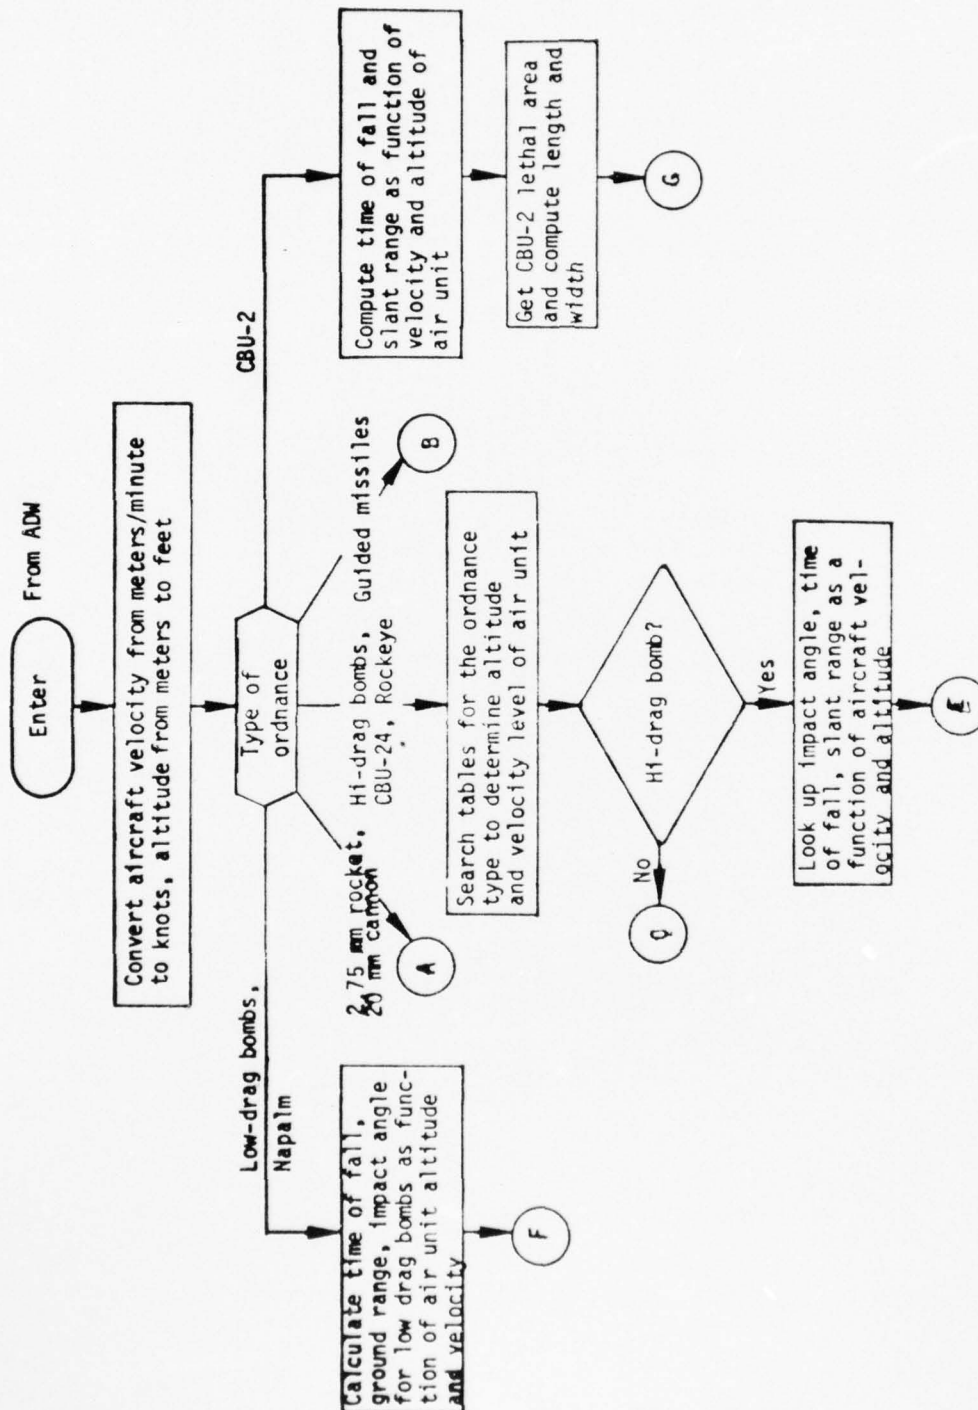 Enter
From ADW
Convert aircraft velocity from meters/minute
to knots, altitude from meters to feet
Type of
ordnance
Low-drag bombs,
Napalm
CBU-2
2.75 mm rocket,
20 mm cannon
Hi-drag bombs,
CBU-24, Rockeye
Guided missiles
Calculate time of fall,
ground range, impact angle
for low drag bombs as func-
tion of air unit altitude
and velocity
F
A
B
Search tables for the ordnance
type to determine altitude
and velocity level of air unit
Compute time of fall and
slant range as function of
velocity and altitude of
air unit
Get CBU-2 lethal area
and compute length and
width
G
Hi-drag bomb?
No
Yes
Look up impact angle, time
of fall, slant range as a
function of aircraft vel-
ocity and altitude
E